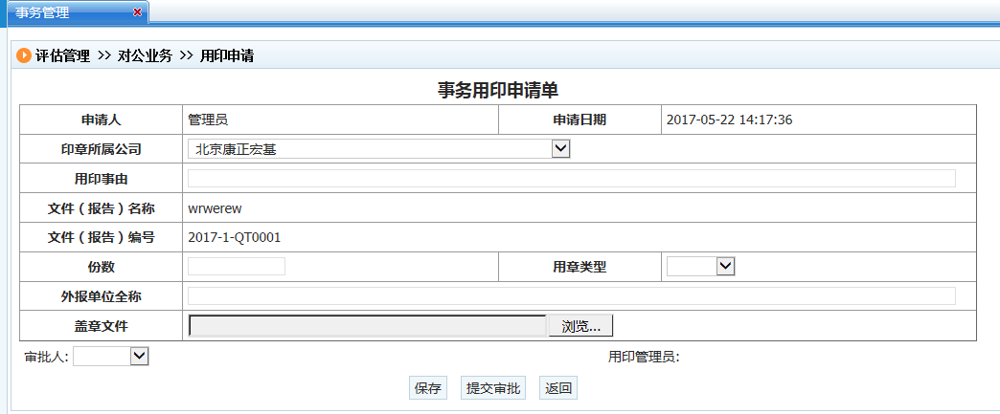 事务管理
评估管理 >> 对公业务 >> 用印申请
事务用印申请单
申请人 管理员 申请日期 2017-05-22 14:17:36
印章所属公司 北京康正宏基
用印事由
文件（报告）名称 wrwerew
文件（报告）编号 2017-1-QT0001
份数 用章类型
外报单位全称
盖章文件 浏览...
审批人: 用印管理员:
保存 提交审批 返回